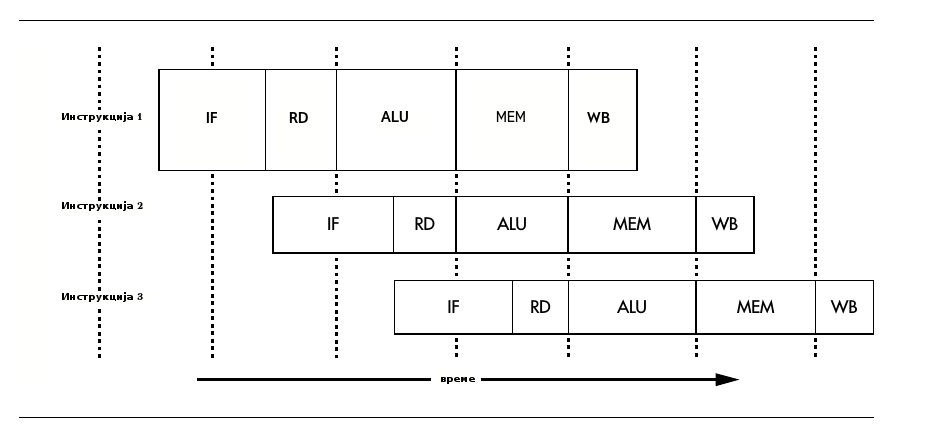 Инструкција 1
IF RD ALU MEM WB
Инструкција 2
IF RD ALU MEM WB
Инструкција 3
IF RD ALU MEM WB
време